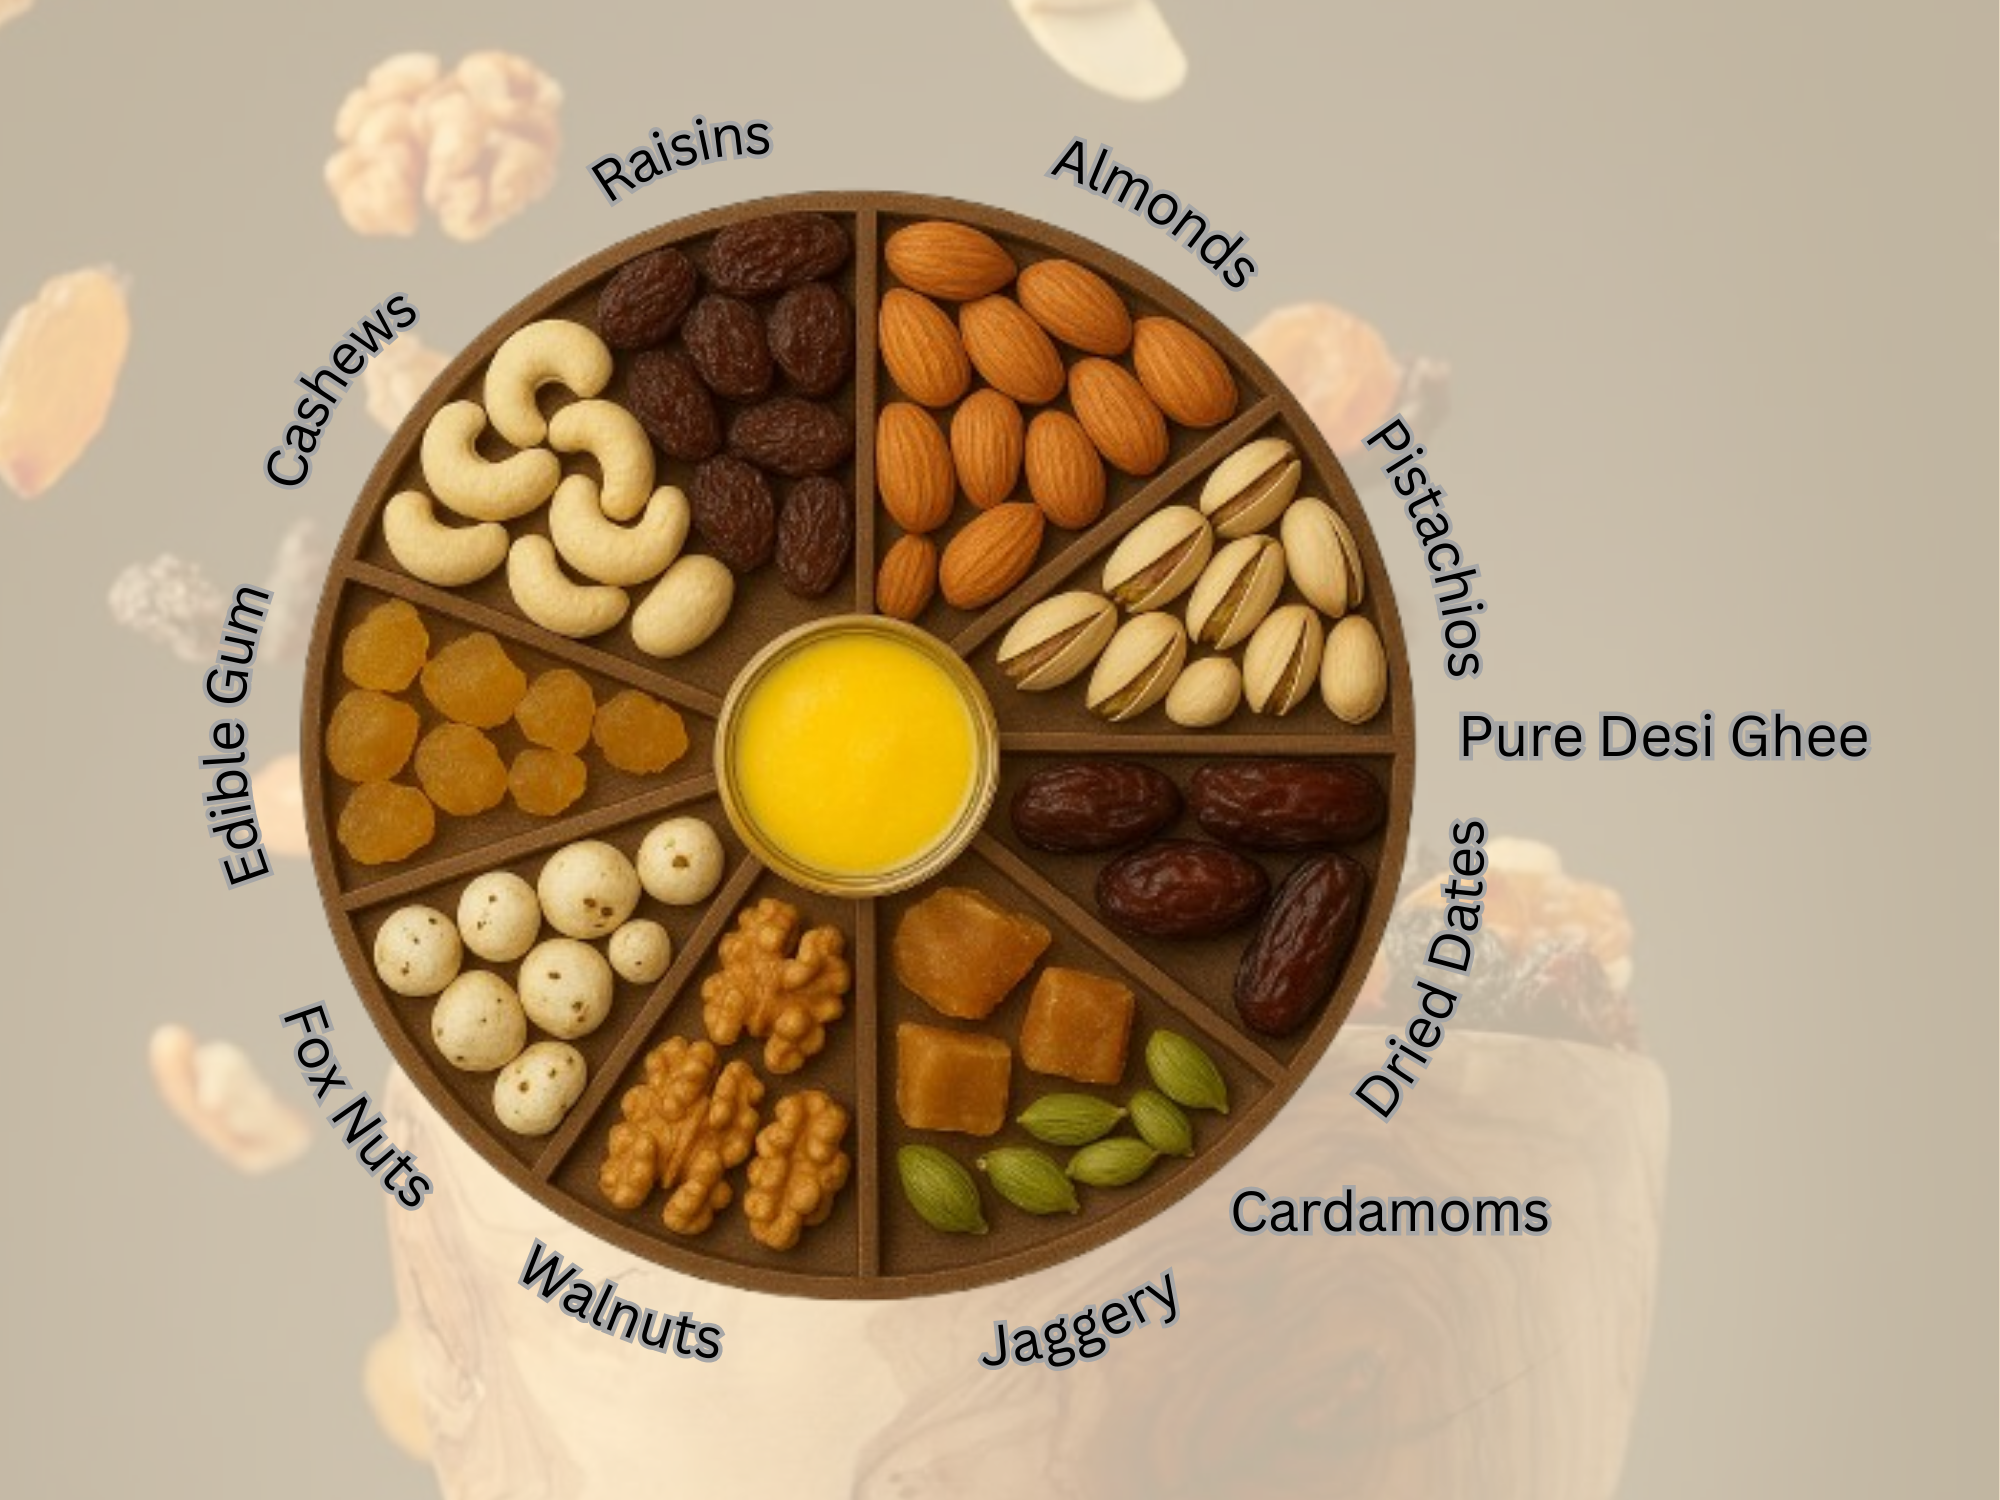 Raisins
Almonds
Cashews
Pistachios
Edible Gum
Pure Desi Ghee
Dried Dates
Fox Nuts
Cardamoms
Walnuts
Jaggery